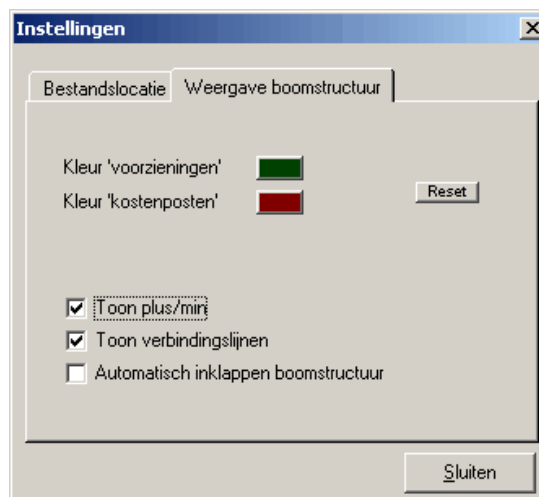 Instellingen
Bestandslocatie Weergave boomstructuur
Kleur 'voorzieningen'
Kleur 'kostenposten' Reset
Toon plus/min
Toon verbindingslijnen
Automatisch inklappen boomstructuur
Sluiten